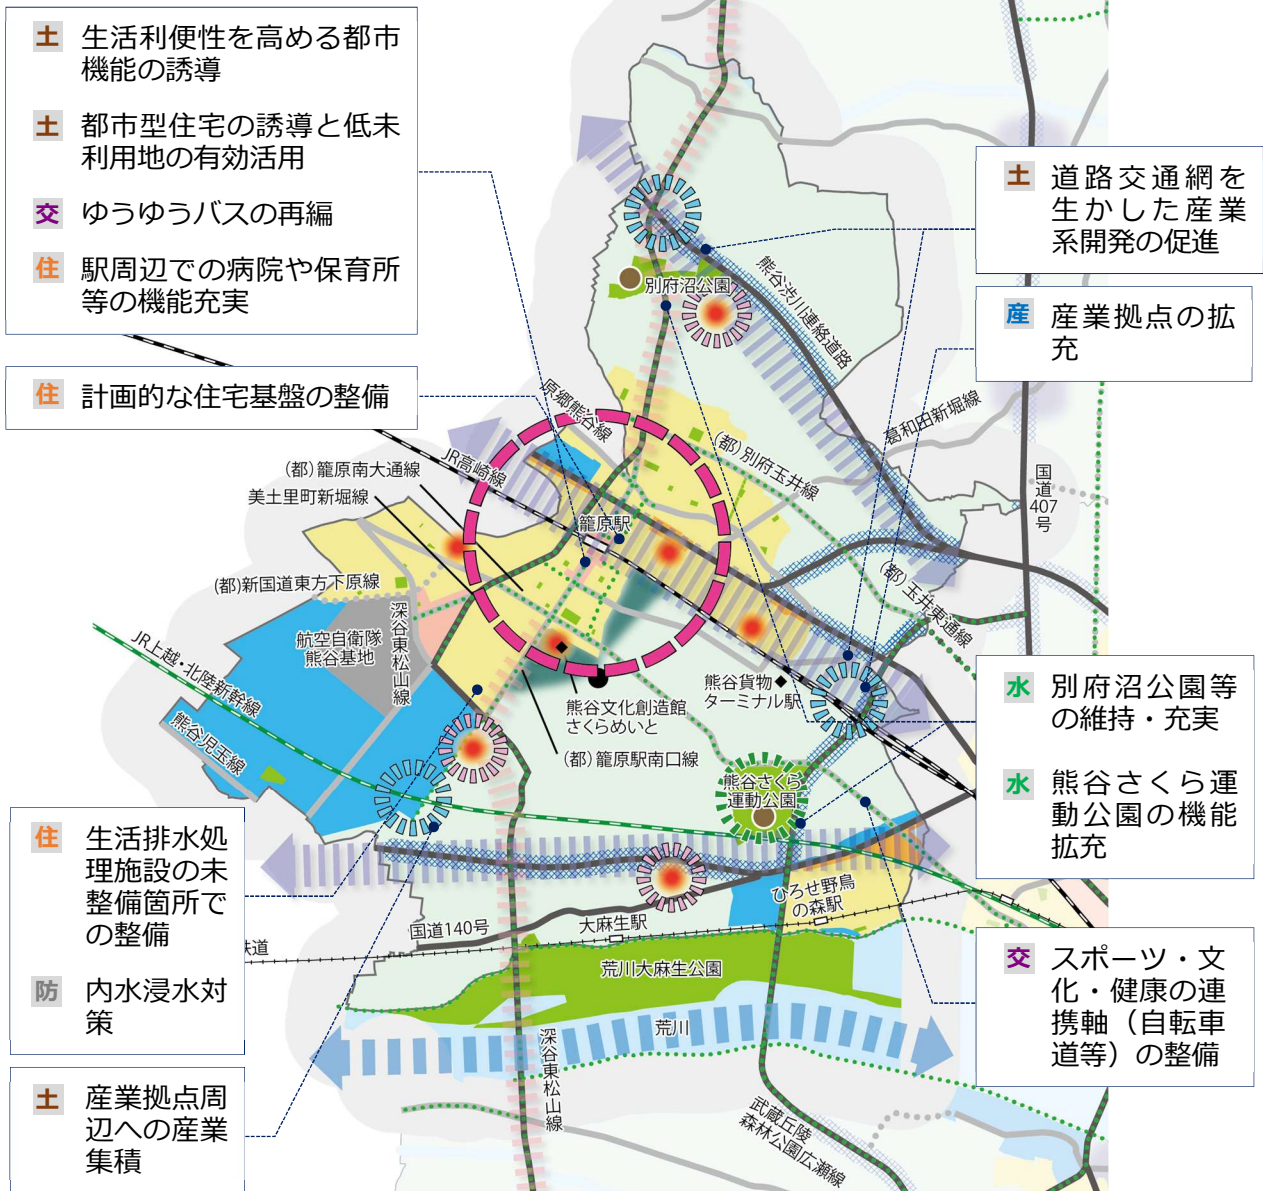 土 生活利便性を高める都市
機能の誘導
土 都市型住宅の誘導と低未
利用地の有効活用
交 ゆうゆうバスの再編
住 駅周辺での病院や保育所
等の機能充実
住 計画的な住宅基盤の整備
土 道路交通網を
生かした産業
系開発の促進
産 産業拠点の拡
充
別府沼公園
熊谷渋川連絡道路
原郷熊谷線
葛和田新堀線
(都)別府玉井線
JR高崎線
(都)籠原南大通線
美土里町新堀線
国道
407
号
籠原駅
(都)新国道東方下原線
(都)玉井東通線
深谷東松山線
航空自衛隊
熊谷基地
JR上越・北陸新幹線
熊谷児玉線
熊谷貨物
ターミナル駅
熊谷文化創造館
さくらめいと
(都)籠原駅南口線
熊谷さくら
運動公園
水 別府沼公園等
の維持・充実
水 熊谷さくら運
動公園の機能
拡充
住 生活排水処
理施設の未
整備箇所で
の整備
防 内水浸水対
策
ひろせ野鳥
の森駅
国道140号
大麻生駅
鉄道
荒川大麻生公園
荒川
交 スポーツ・文
化・健康の連
携軸（自転車
道等）の整備
土 産業拠点周
辺への産業
集積
深谷東松山線
武蔵丘陵
森林公園広瀬線